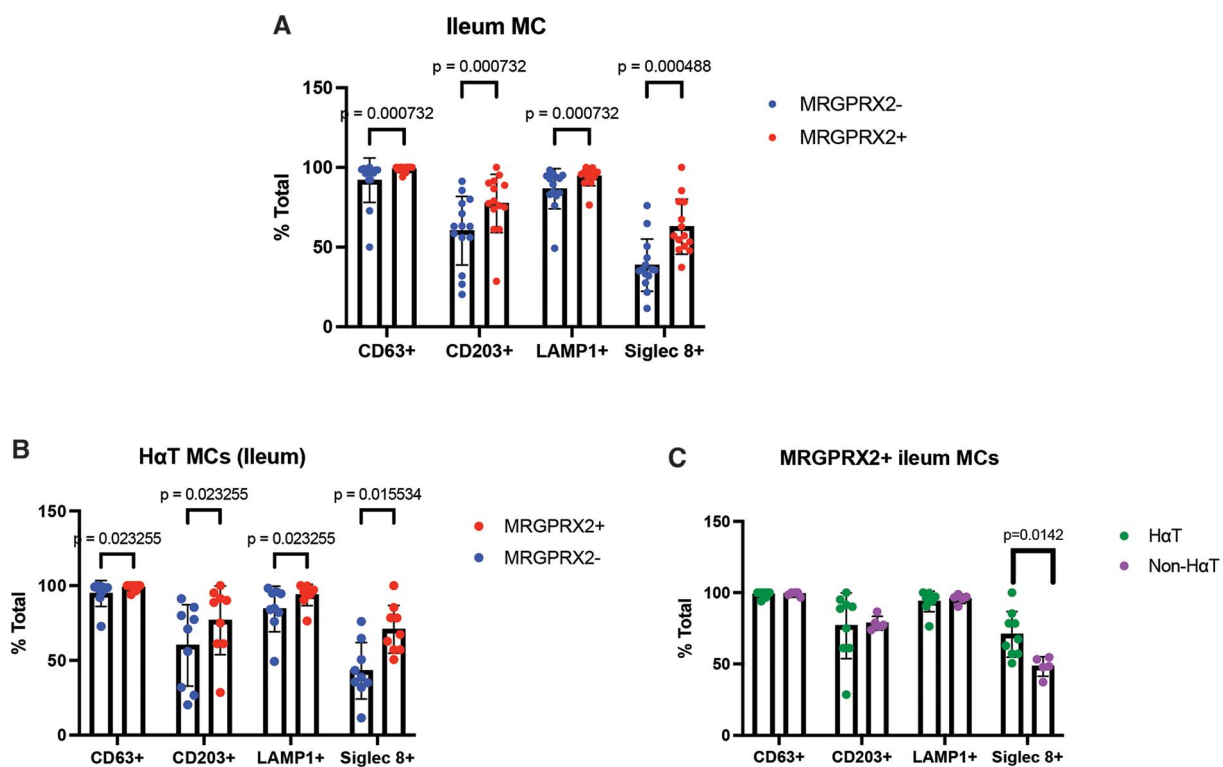 A
Ileum MC
p = 0.000732
p = 0.000488
p = 0.000732
p = 0.000732
150
100
50
0
% Total
CD63+
CD203+
LAMP1+
Siglec 8+
MRGPRX2-
MRGPRX2+
B
HαT MCs (Ileum)
p = 0.023255
p = 0.015534
p = 0.023255
p = 0.023255
150
100
50
0
% Total
CD63+
CD203+
LAMP1+
Siglec 8+
MRGPRX2+
MRGPRX2-
C
MRGPRX2+ ileum MCs
p=0.0142
150
100
50
0
% Total
CD63+
CD203+
LAMP1+
Siglec 8+
HαT
Non-HαT